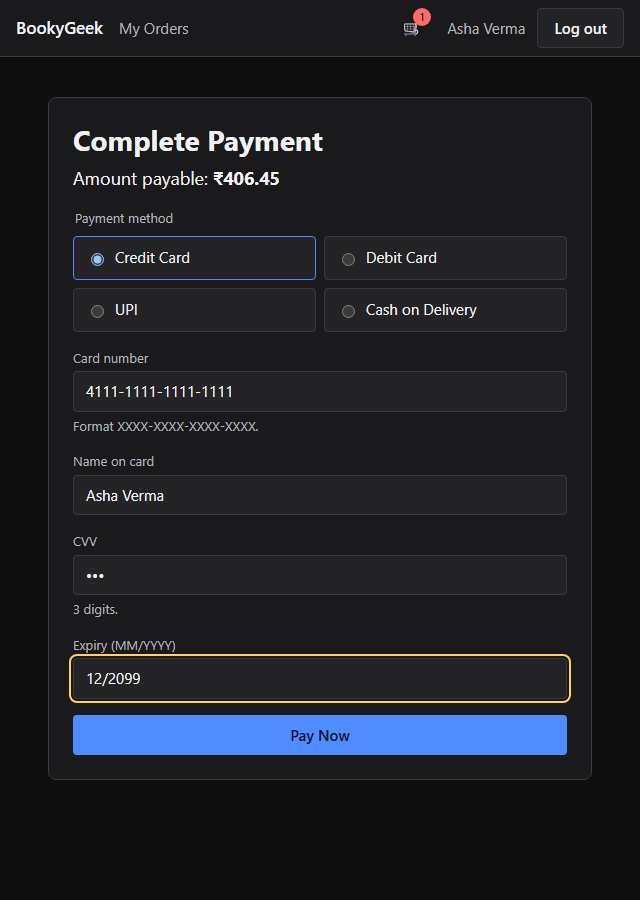 BookyGeek My Orders 1 Asha Verma Log out
Complete Payment
Amount payable: ₹406.45
Payment method
Credit Card Debit Card
UPI Cash on Delivery
Card number
4111-1111-1111-1111
Format XXXX-XXXX-XXXX-XXXX.
Name on card
Asha Verma
CVV
•••
3 digits.
Expiry (MM/YYYY)
12/2099
Pay Now